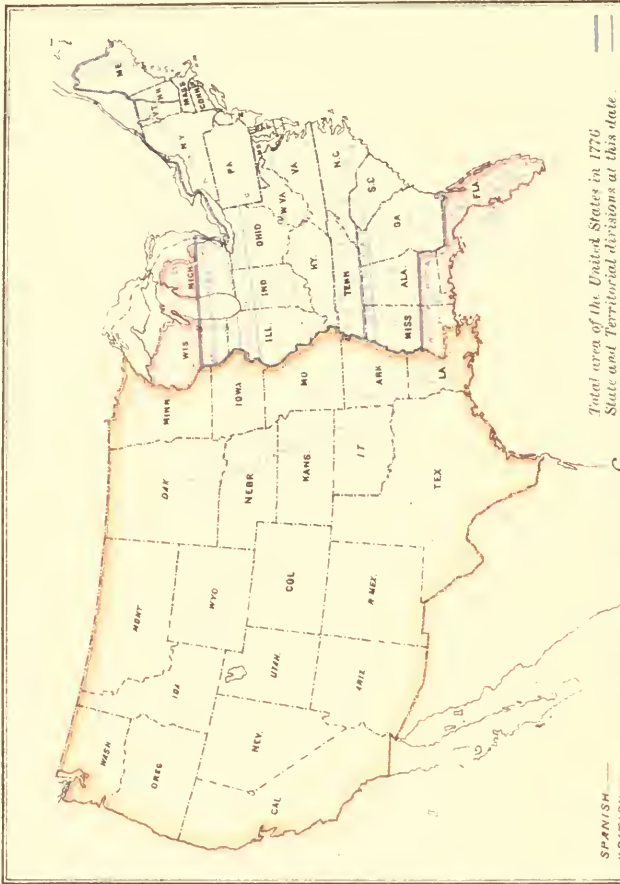 WASH
MONT
DAK
MINN
OREG
IDA
WYO
WIS
MICH
ME
VT
N.H
N.Y
MASS
CONN
PA
NEV.
UTAH.
COL
NEBR
IOWA
ILL.
IND
OHIO
W VA
VA
CAL
KANS.
MO
KY.
ARIZ
N MEX.
I T
ARK
TENN
N.C
S.C
TEX
LA
MISS
ALA.
GA
FLA
Total area of the United States in 1776
State and Territorial divisions at this date
SPANISH